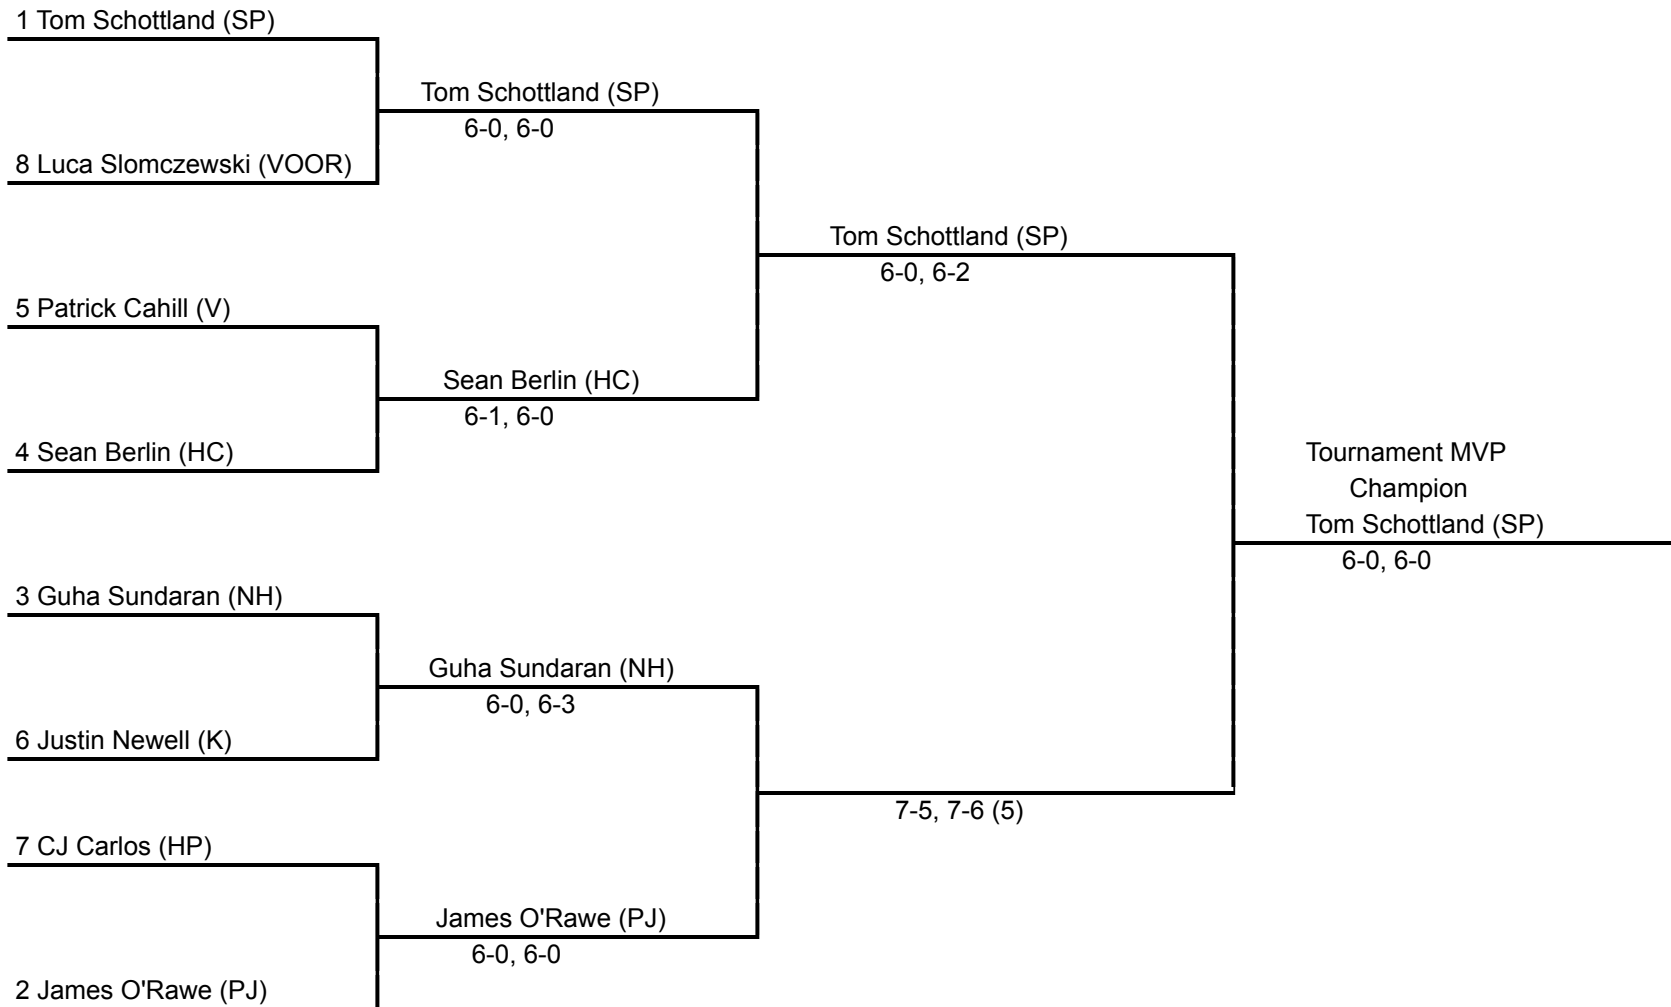 1 Tom Schottland (SP)
Tom Schottland (SP)
6-0, 6-0
8 Luca Slomczewski (VOOR)
Tom Schottland (SP)
6-0, 6-2
5 Patrick Cahill (V)
Sean Berlin (HC)
6-1, 6-0
4 Sean Berlin (HC)
Tournament MVP
Champion
Tom Schottland (SP)
6-0, 6-0
3 Guha Sundaran (NH)
Guha Sundaran (NH)
6-0, 6-3
6 Justin Newell (K)
7-5, 7-6 (5)
7 CJ Carlos (HP)
James O'Rawe (PJ)
6-0, 6-0
2 James O'Rawe (PJ)